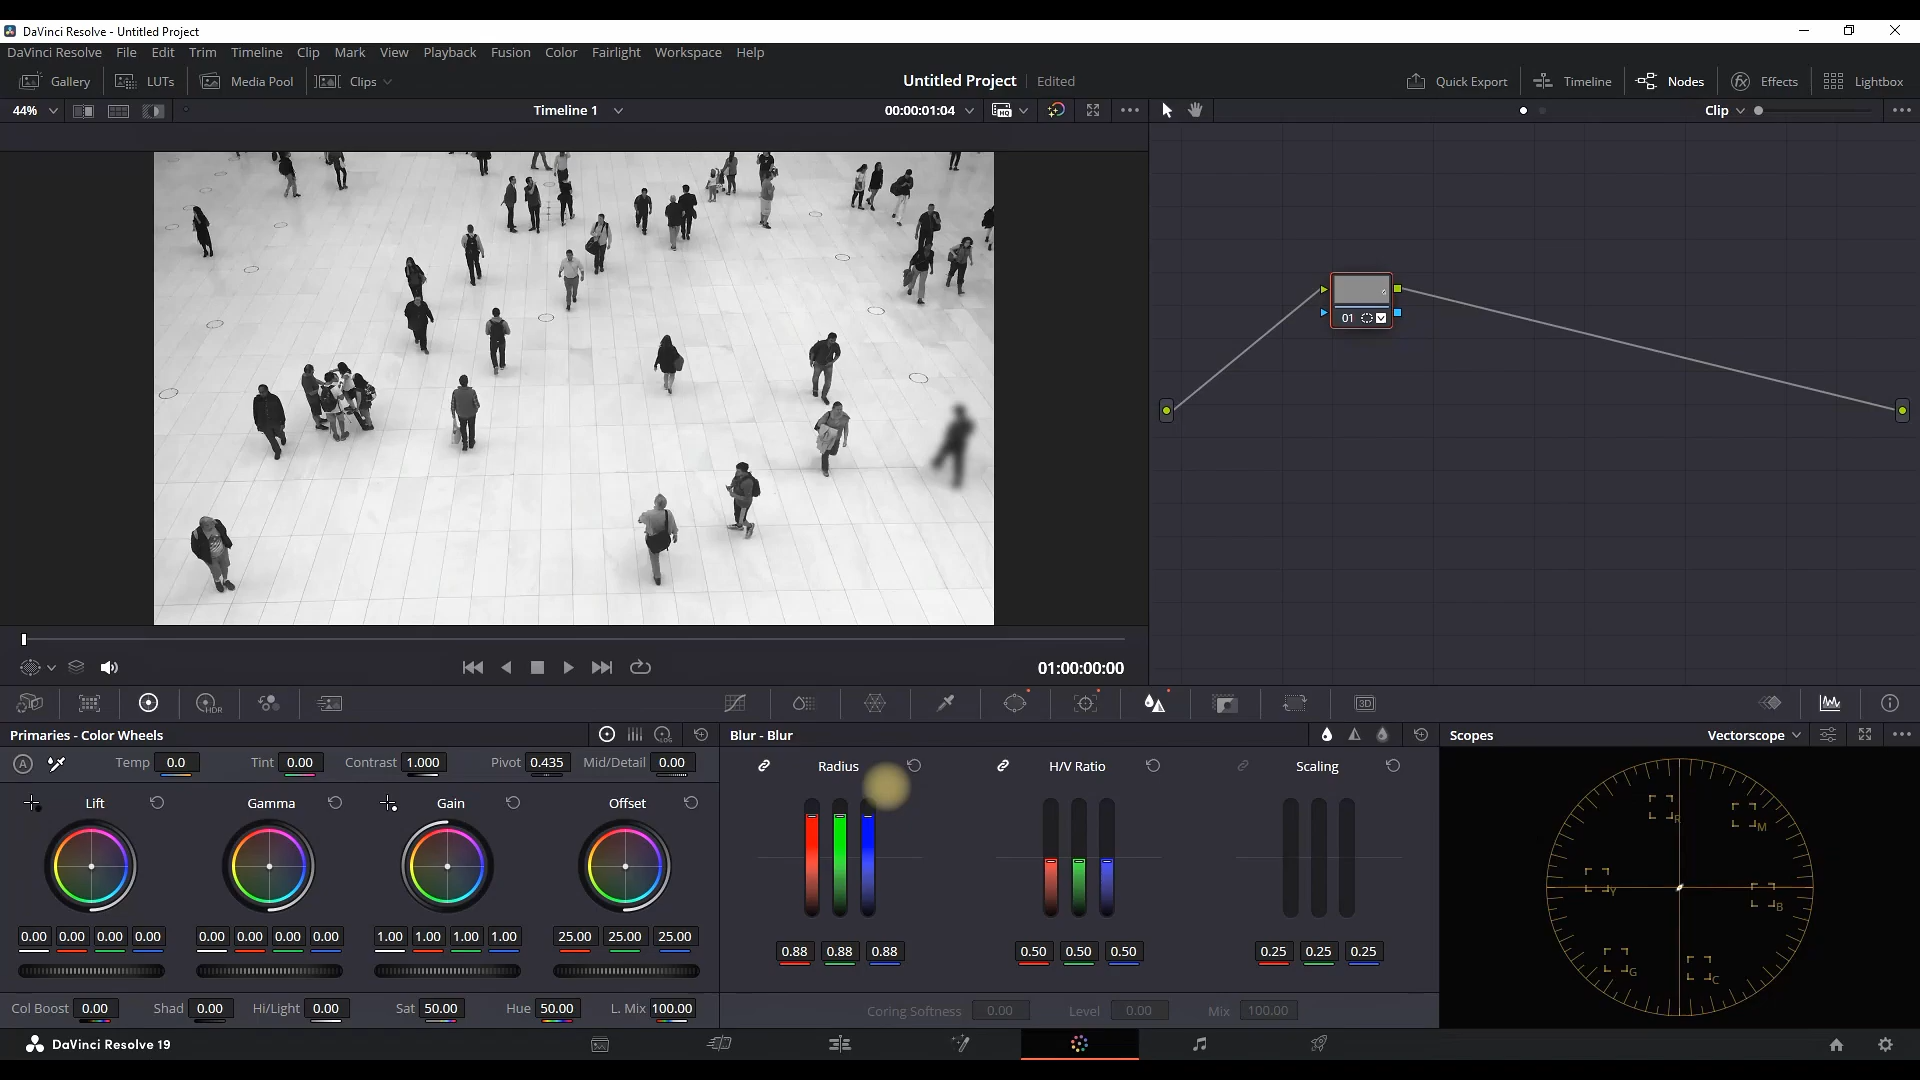 DaVinci Resolve - Untitled Project
DaVinci Resolve File Edit Trim Timeline Clip Mark View Playback Fusion Color Fairlight Workspace Help
Gallery LUTs Media Pool Clips Untitled Project Edited Quick Export Timeline Nodes Effects Lightbox
44% Timeline 1 00:00:01:04 HQ Clip
01
01:00:00:00
HDR 3D
Primaries - Color Wheels LOG Blur - Blur Scopes Vectorscope
A Temp 0.0 Tint 0.00 Contrast 1.000 Pivot 0.435 Mid/Detail 0.00 Radius H/V Ratio Scaling
Lift Gamma Gain Offset
R M
Y B
G C
0.00 0.00 0.00 0.00 0.00 0.00 0.00 0.00 1.00 1.00 1.00 1.00 25.00 25.00 25.00 0.88 0.88 0.88 0.50 0.50 0.50 0.25 0.25 0.25
Col Boost 0.00 Shad 0.00 Hi/Light 0.00 Sat 50.00 Hue 50.00 L. Mix 100.00 Coring Softness 0.00 Level 0.00 Mix 100.00
DaVinci Resolve 19